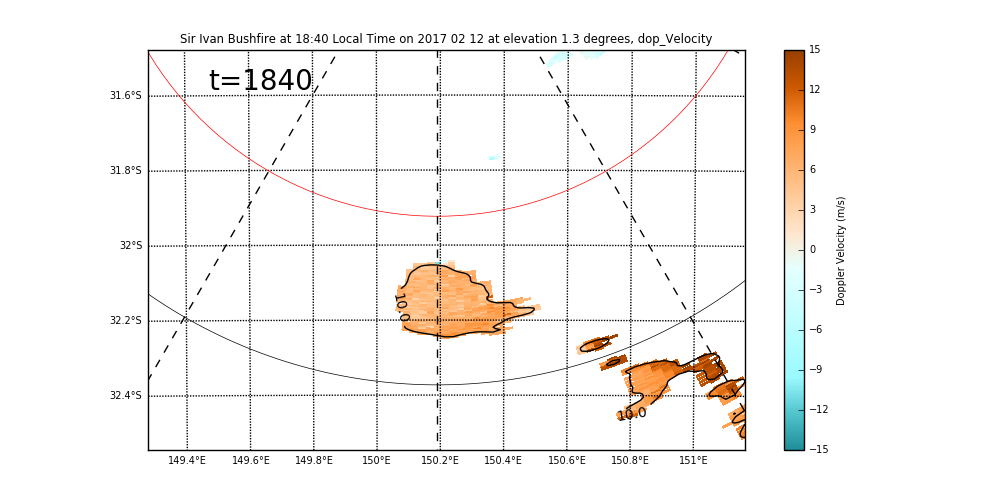 Sir Ivan Bushfire at 18:40 Local Time on 2017 02 12 at elevation 1.3 degrees, dop_Velocity
t=1840
31.6°S
31.8°S
32°S
32.2°S
32.4°S
149.4°E 149.6°E 149.8°E 150°E 150.2°E 150.4°E 150.6°E 150.8°E 151°E
10.0
10.0
15
12
9
6
3
0
−3
−6
−9
−12
−15
Doppler Velocity (m/s)